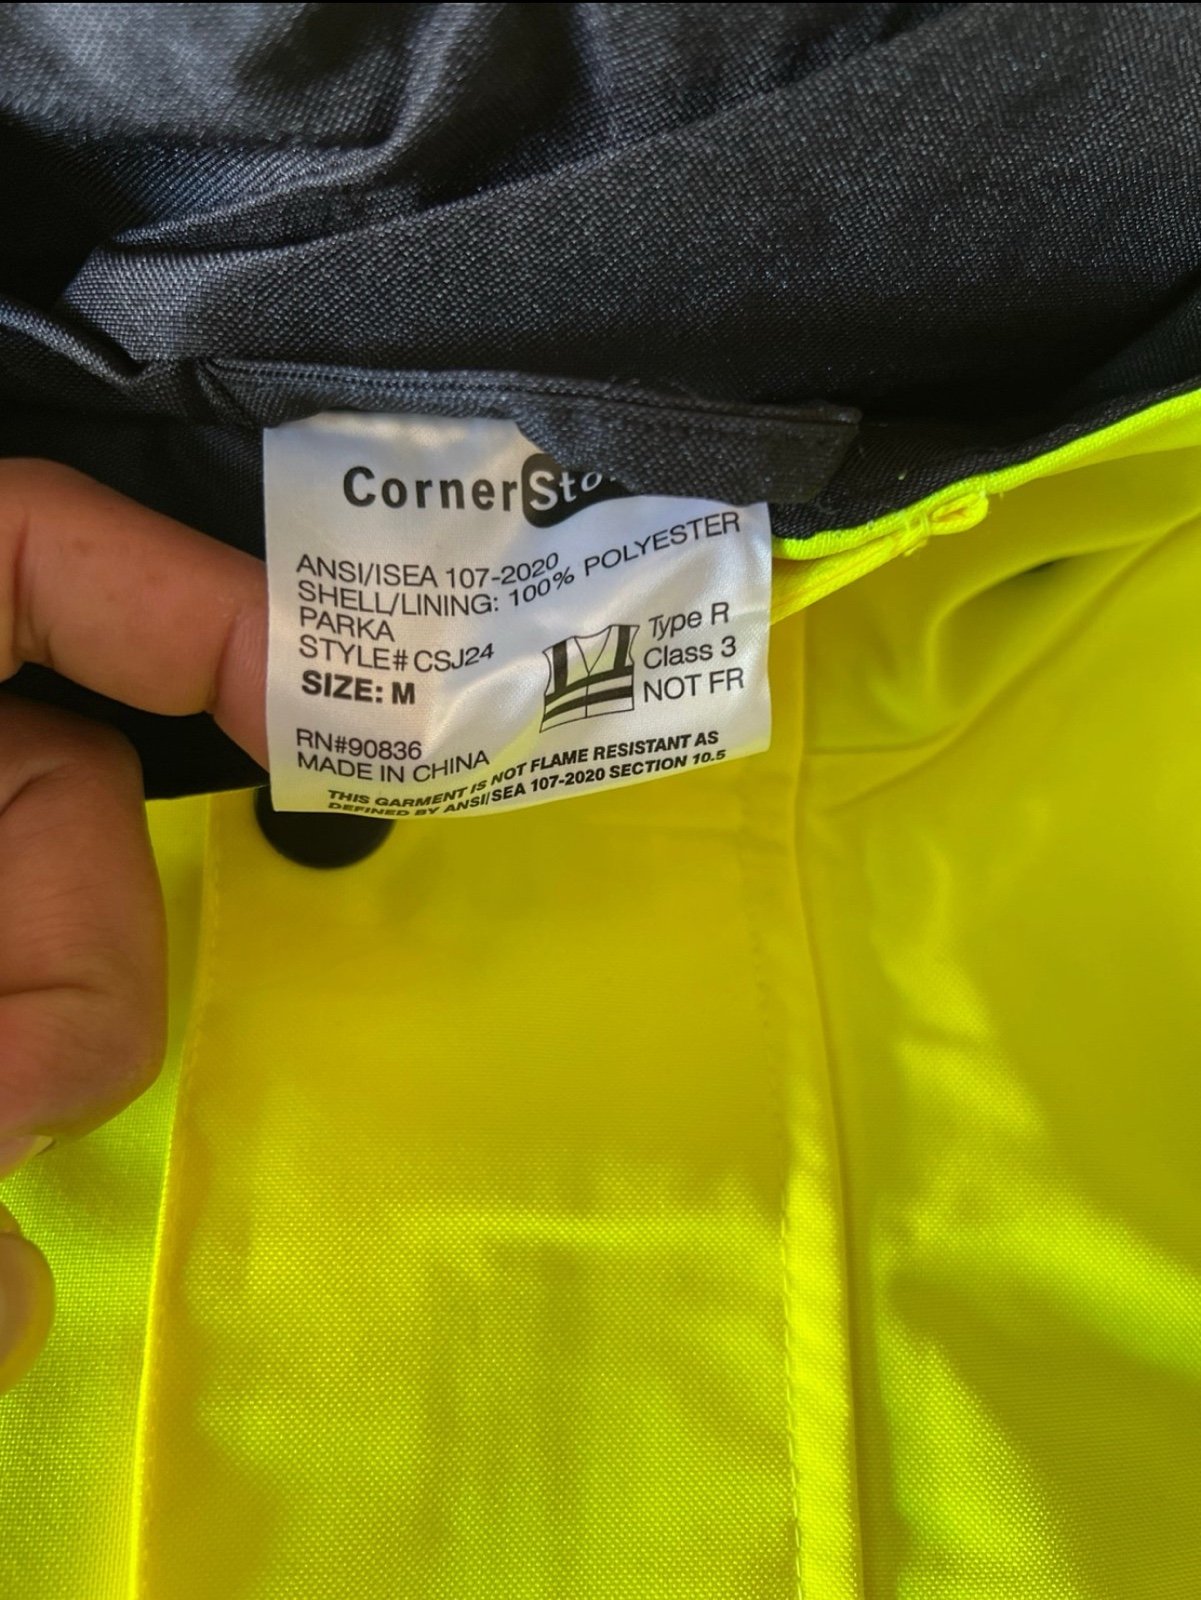 CornerSto
ANSI/ISEA 107-2020
SHELL/LINING: 100% POLYESTER
PARKA
STYLE# CSJ24
SIZE: M
Type R
Class 3
NOT FR
RN#90836
MADE IN CHINA
THIS GARMENT IS NOT FLAME RESISTANT AS
DEFINED BY ANSI/SEA 107-2020 SECTION 10.5